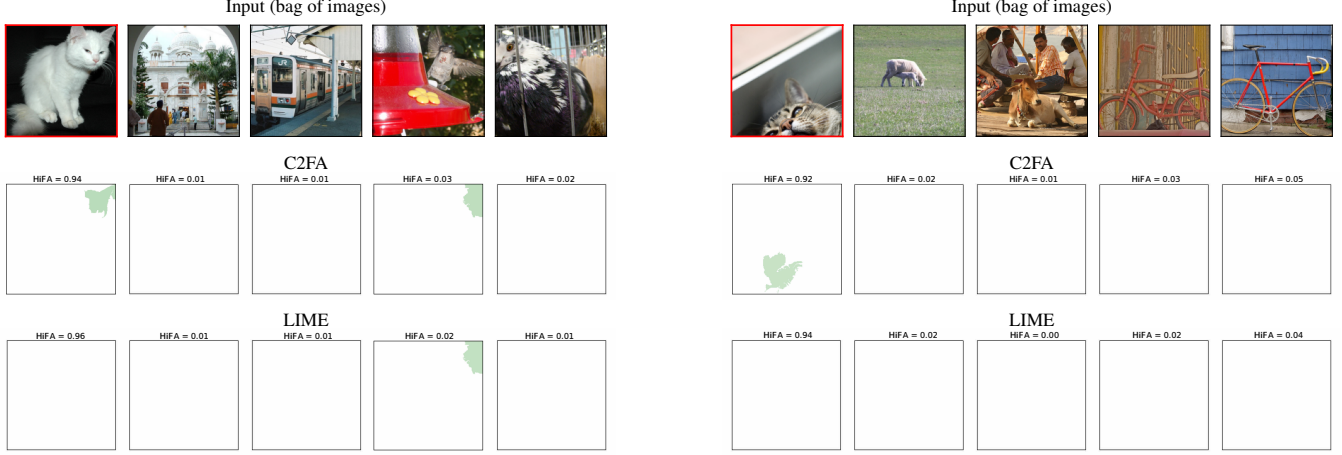 Input (bag of images)
JR
C2FA
HiFA = 0.94 HiFA = 0.01 HiFA = 0.01 HiFA = 0.03 HiFA = 0.02
LIME
HiFA = 0.96 HiFA = 0.01 HiFA = 0.01 HiFA = 0.02 HiFA = 0.01
Input (bag of images)
C2FA
HiFA = 0.92 HiFA = 0.02 HiFA = 0.01 HiFA = 0.03 HiFA = 0.05
LIME
HiFA = 0.94 HiFA = 0.02 HiFA = 0.00 HiFA = 0.02 HiFA = 0.04